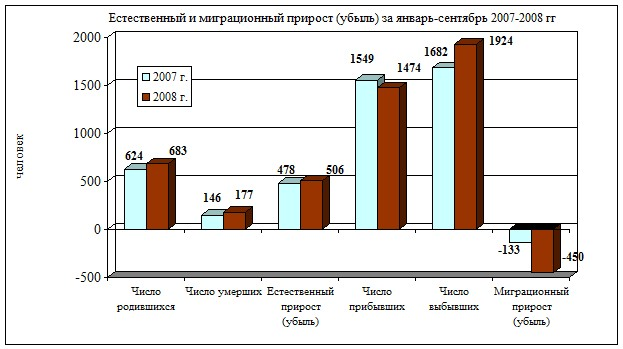 Естественный и миграционный прирост (убыль) за январь-сентябрь 2007-2008 гг
человек
2000
1500
1000
500
0
-500
2007 г.
2008 г.
624
683
146
177
478
506
1549
1474
1682
1924
-133
-450
Число
родившихся
Число умерших
Естественный
прирост
(убыль)
Число
прибывших
Число
выбывших
Миграционный
прирост
(убыль)